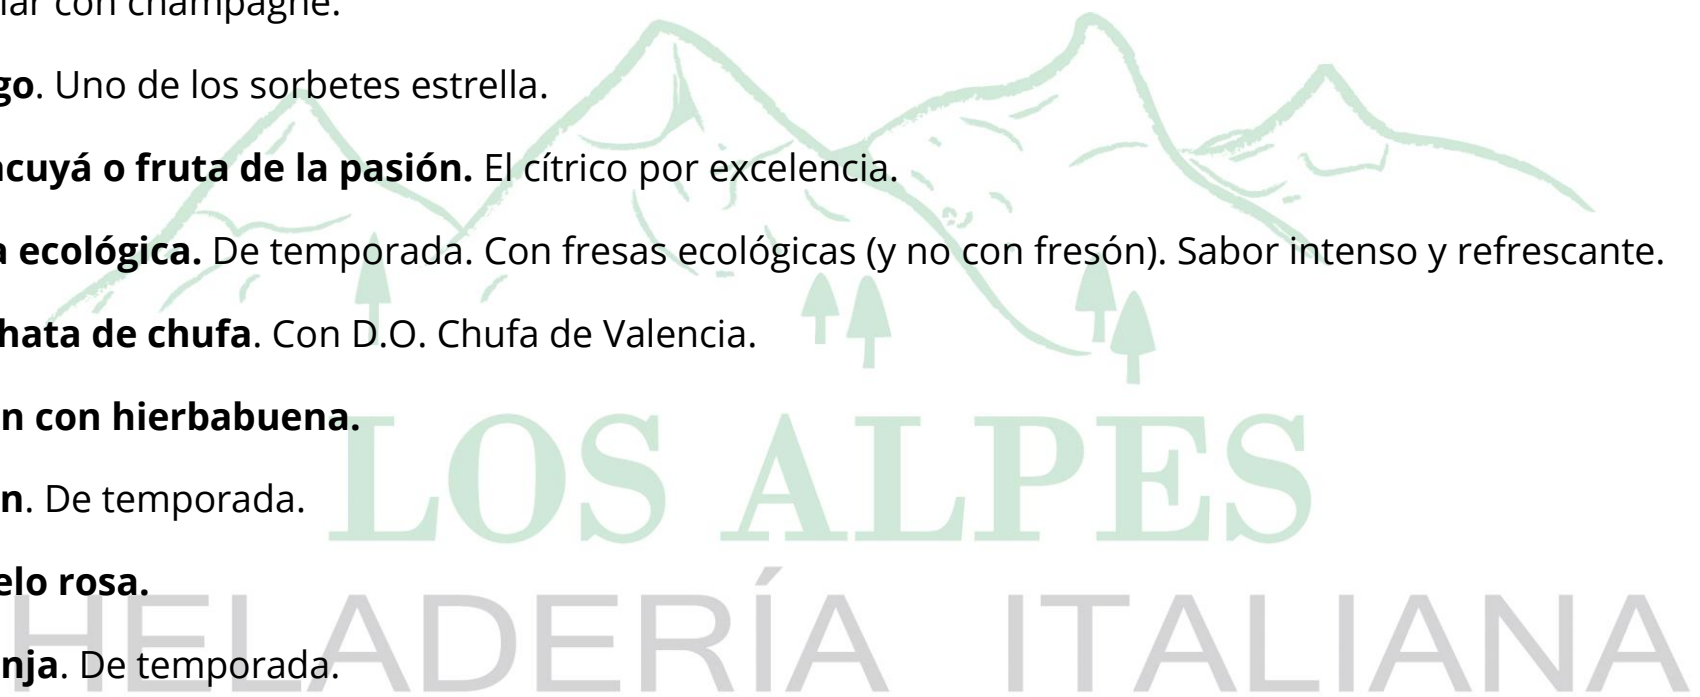 ar con champagne.
go. Uno de los sorbetes estrella.
acuyá o fruta de la pasión. El cítrico por excelencia.
a ecológica. De temporada. Con fresas ecológicas (y no con fresón). Sabor intenso y refrescante.
hata de chufa. Con D.O. Chufa de Valencia.
n con hierbabuena.
n. De temporada.
elo rosa.
nja. De temporada.
LOS ALPES
HELADERÍA ITALIANA